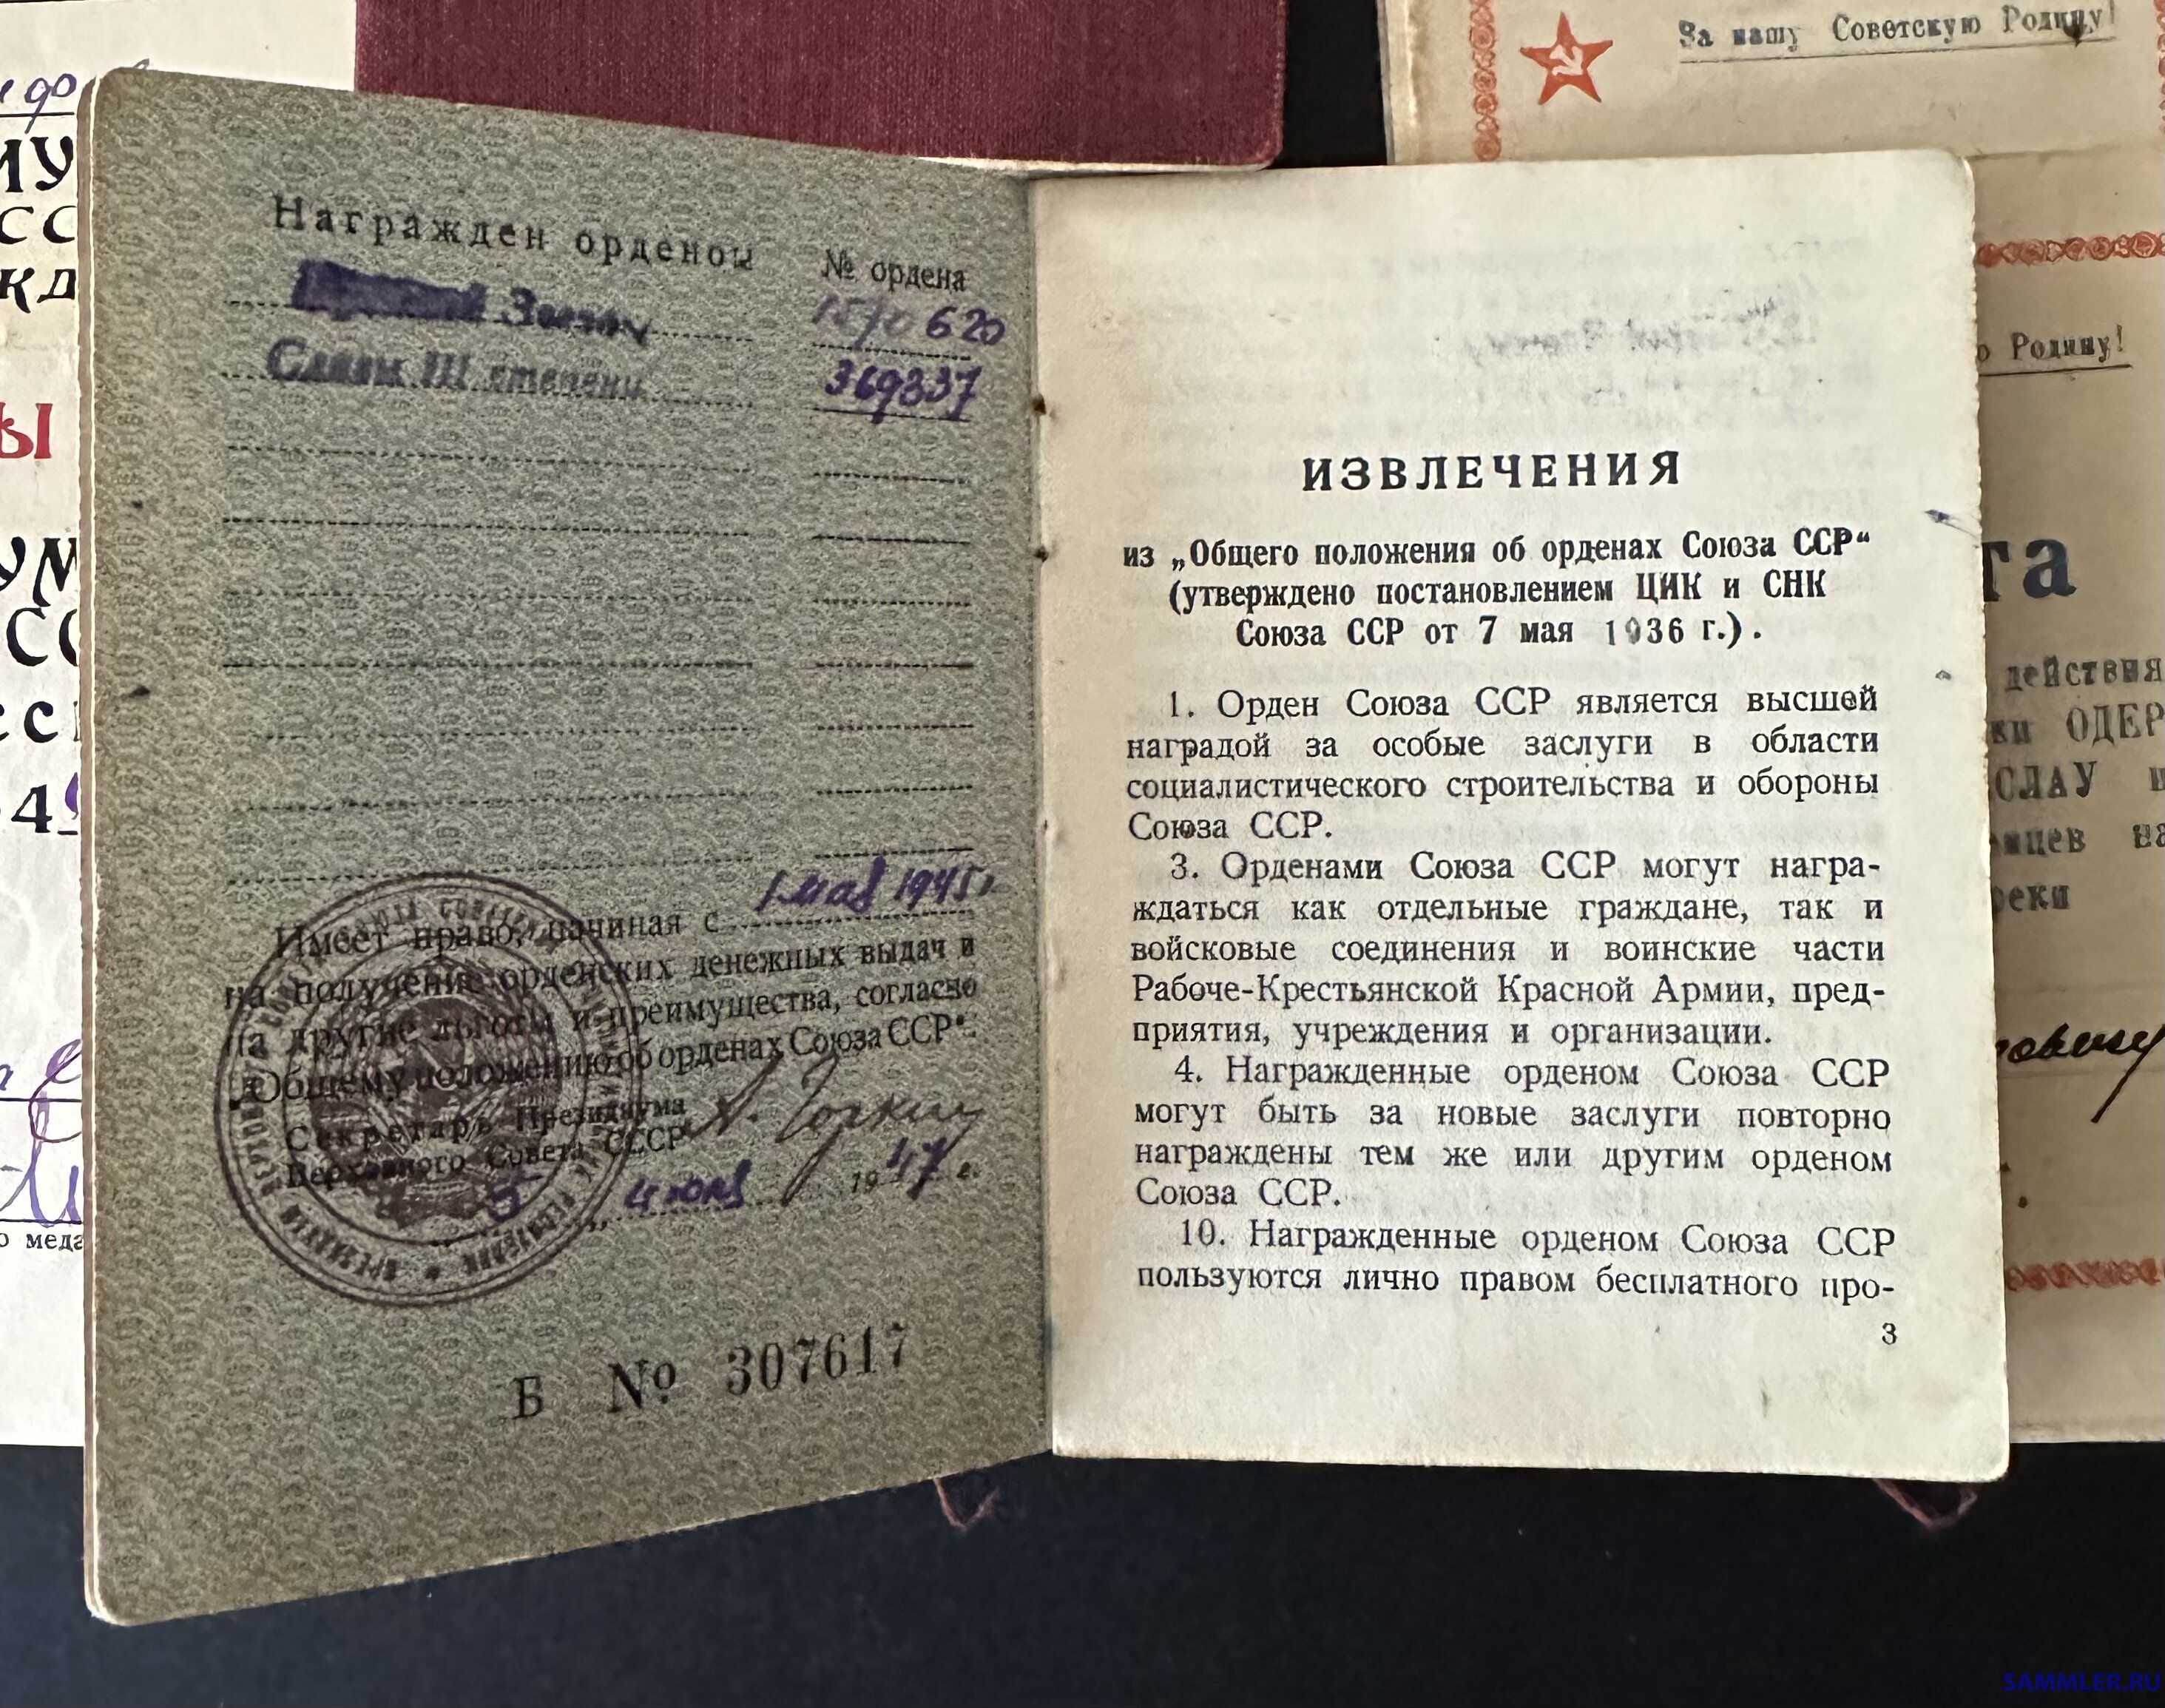 За нашу Советскую Родину!
Родину!
Награжден орденом
№ ордена
Звезды
620
Славы III степени
369337
Имеет право, начиная с 1 мая 1945 г.
на получение орденских денежных выдач и
на другие льготы и преимущества, согласно
„Общему положению об орденах Союза ССР“.
Секретарь Президиума
Верховного Совета СССР
А. Горкин
5 „ июля 1947 г.
Б № 307617
ИЗВЛЕЧЕНИЯ
из „Общего положения об орденах Союза ССР“
(утверждено постановлением ЦИК и СНК
Союза ССР от 7 мая 1936 г.).
1. Орден Союза ССР является высшей
наградой за особые заслуги в области
социалистического строительства и обороны
Союза ССР.
3. Орденами Союза ССР могут награ-
ждаться как отдельные граждане, так и
войсковые соединения и воинские части
Рабоче-Крестьянской Красной Армии, пред-
приятия, учреждения и организации.
4. Награжденные орденом Союза ССР
могут быть за новые заслуги повторно
награждены тем же или другим орденом
Союза ССР.
10. Награжденные орденом Союза ССР
пользуются лично правом бесплатного про-
3
действия
ОДЕР
СЛАУ
SAMMLER.RU